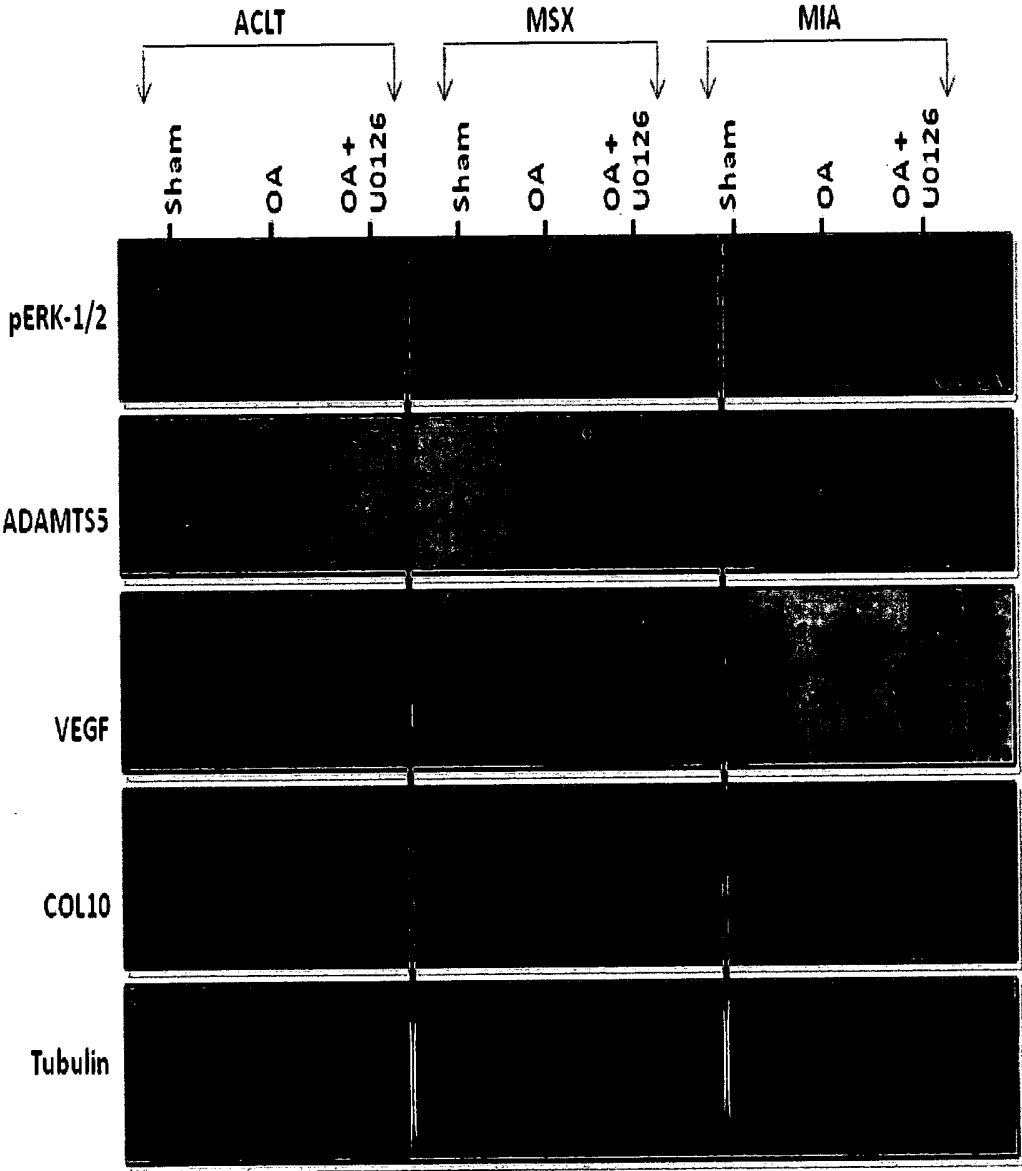 ACLT MSX MIA
Sham OA OA + U0126 Sham OA OA + U0126 Sham OA OA + U0126
pERK-1/2
ADAMTS5
VEGF
COL10
Tubulin